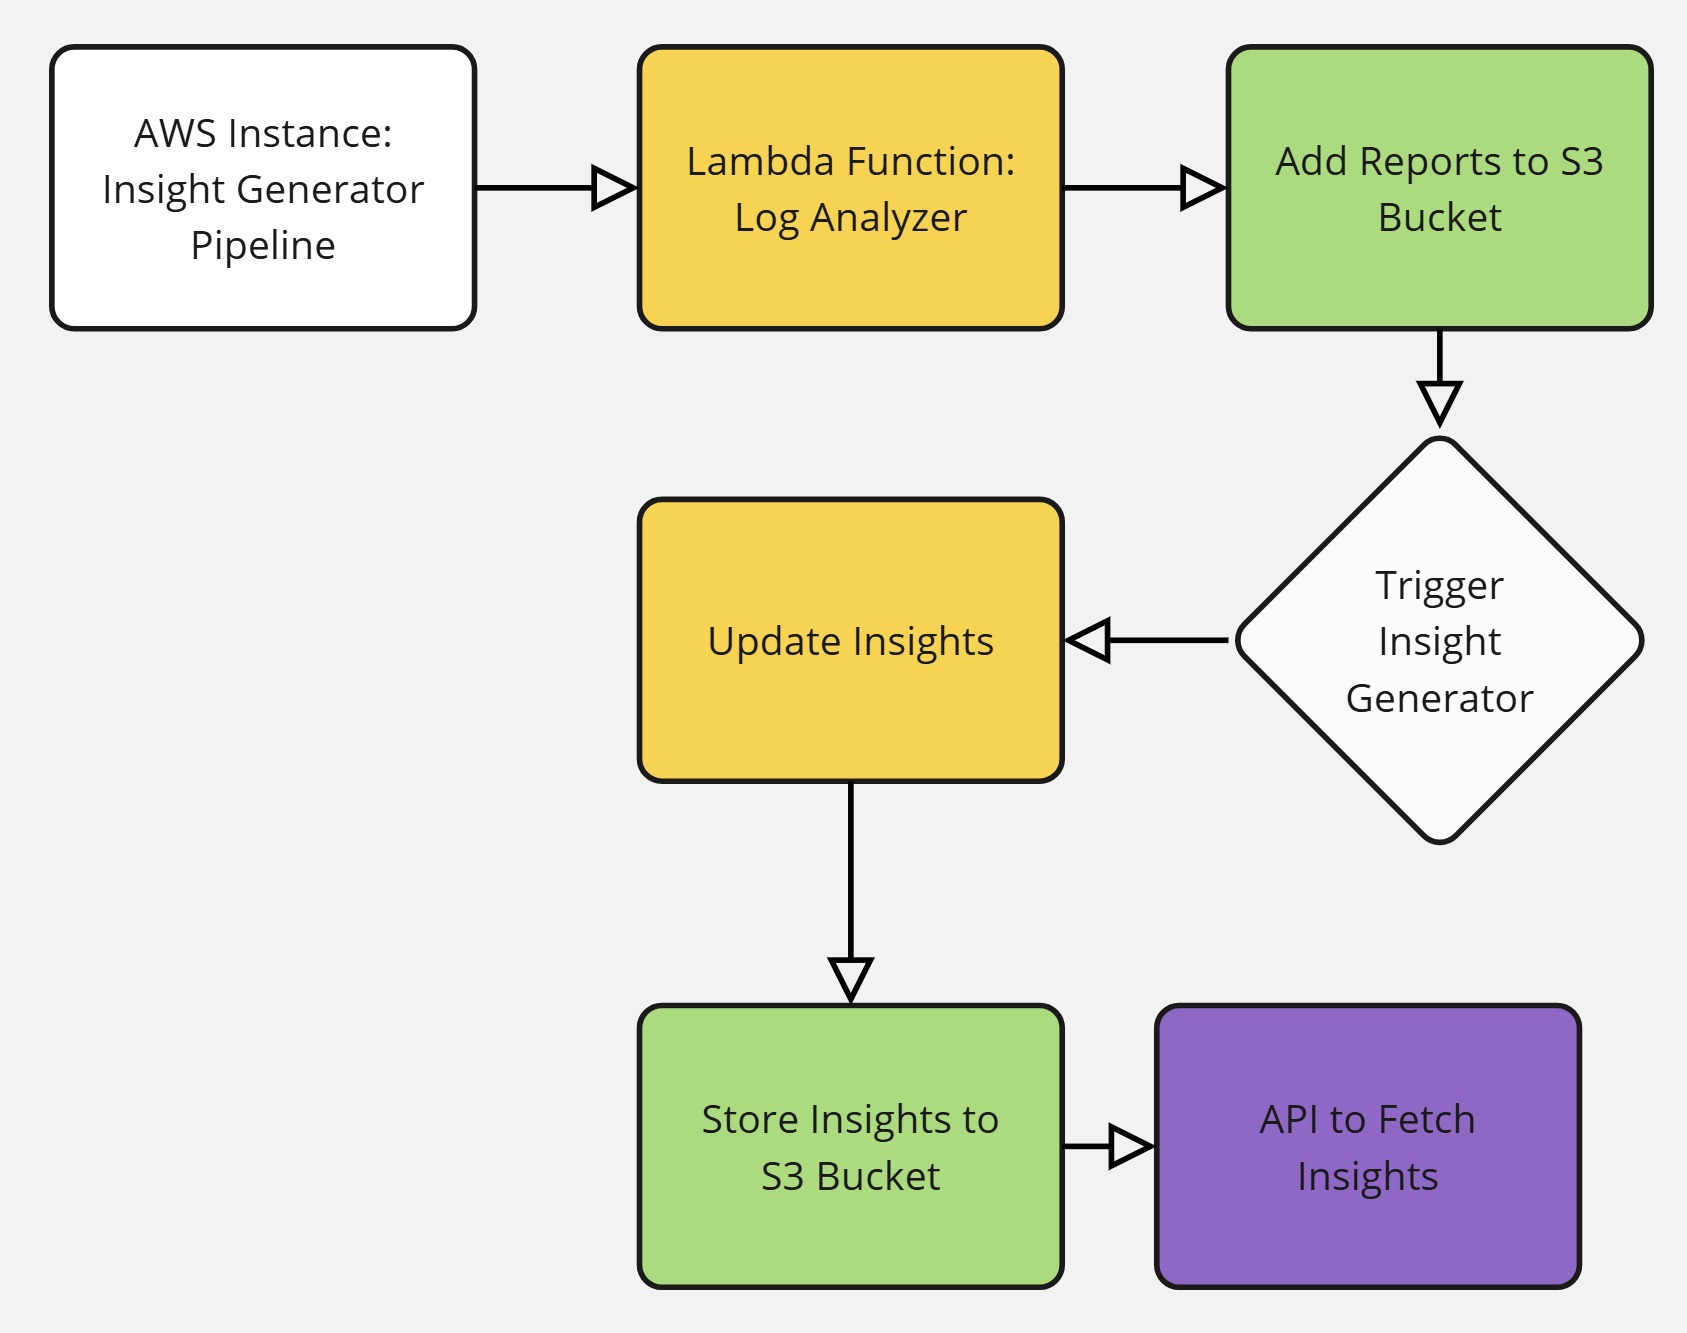 AWS Instance:
Insight Generator
Pipeline
Lambda Function:
Log Analyzer
Add Reports to S3
Bucket
Trigger
Insight
Generator
Update Insights
Store Insights to
S3 Bucket
API to Fetch
Insights